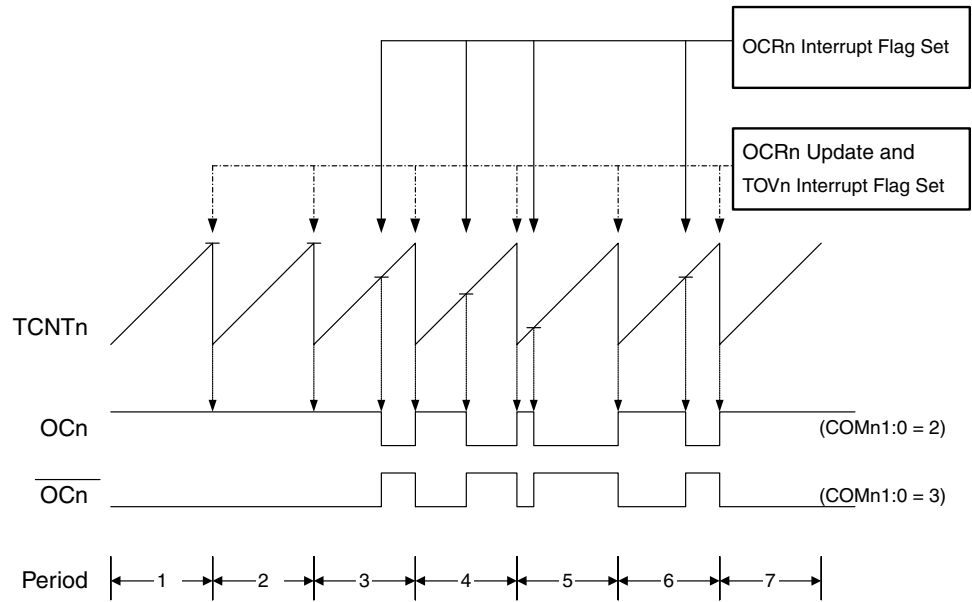 OCRn Interrupt Flag Set
OCRn Update and
TOVn Interrupt Flag Set
TCNTn
OCn
(COMn1:0 = 2)
OCn
(COMn1:0 = 3)
Period 1 2 3 4 5 6 7